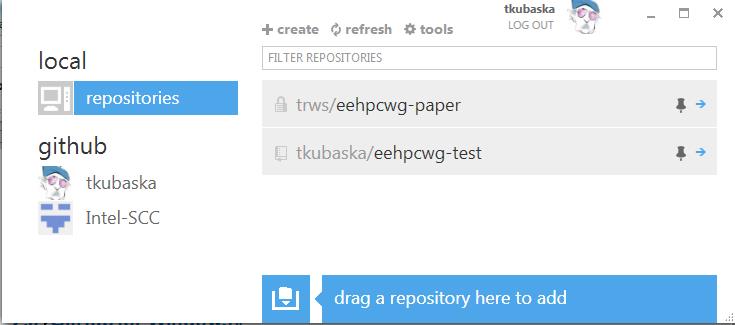 tkubaska
LOG OUT
create refresh tools
local
repositories
github
tkubaska
Intel-SCC
FILTER REPOSITORIES
trws/eehpcwg-paper
tkubaska/eehpcwg-test
drag a repository here to add